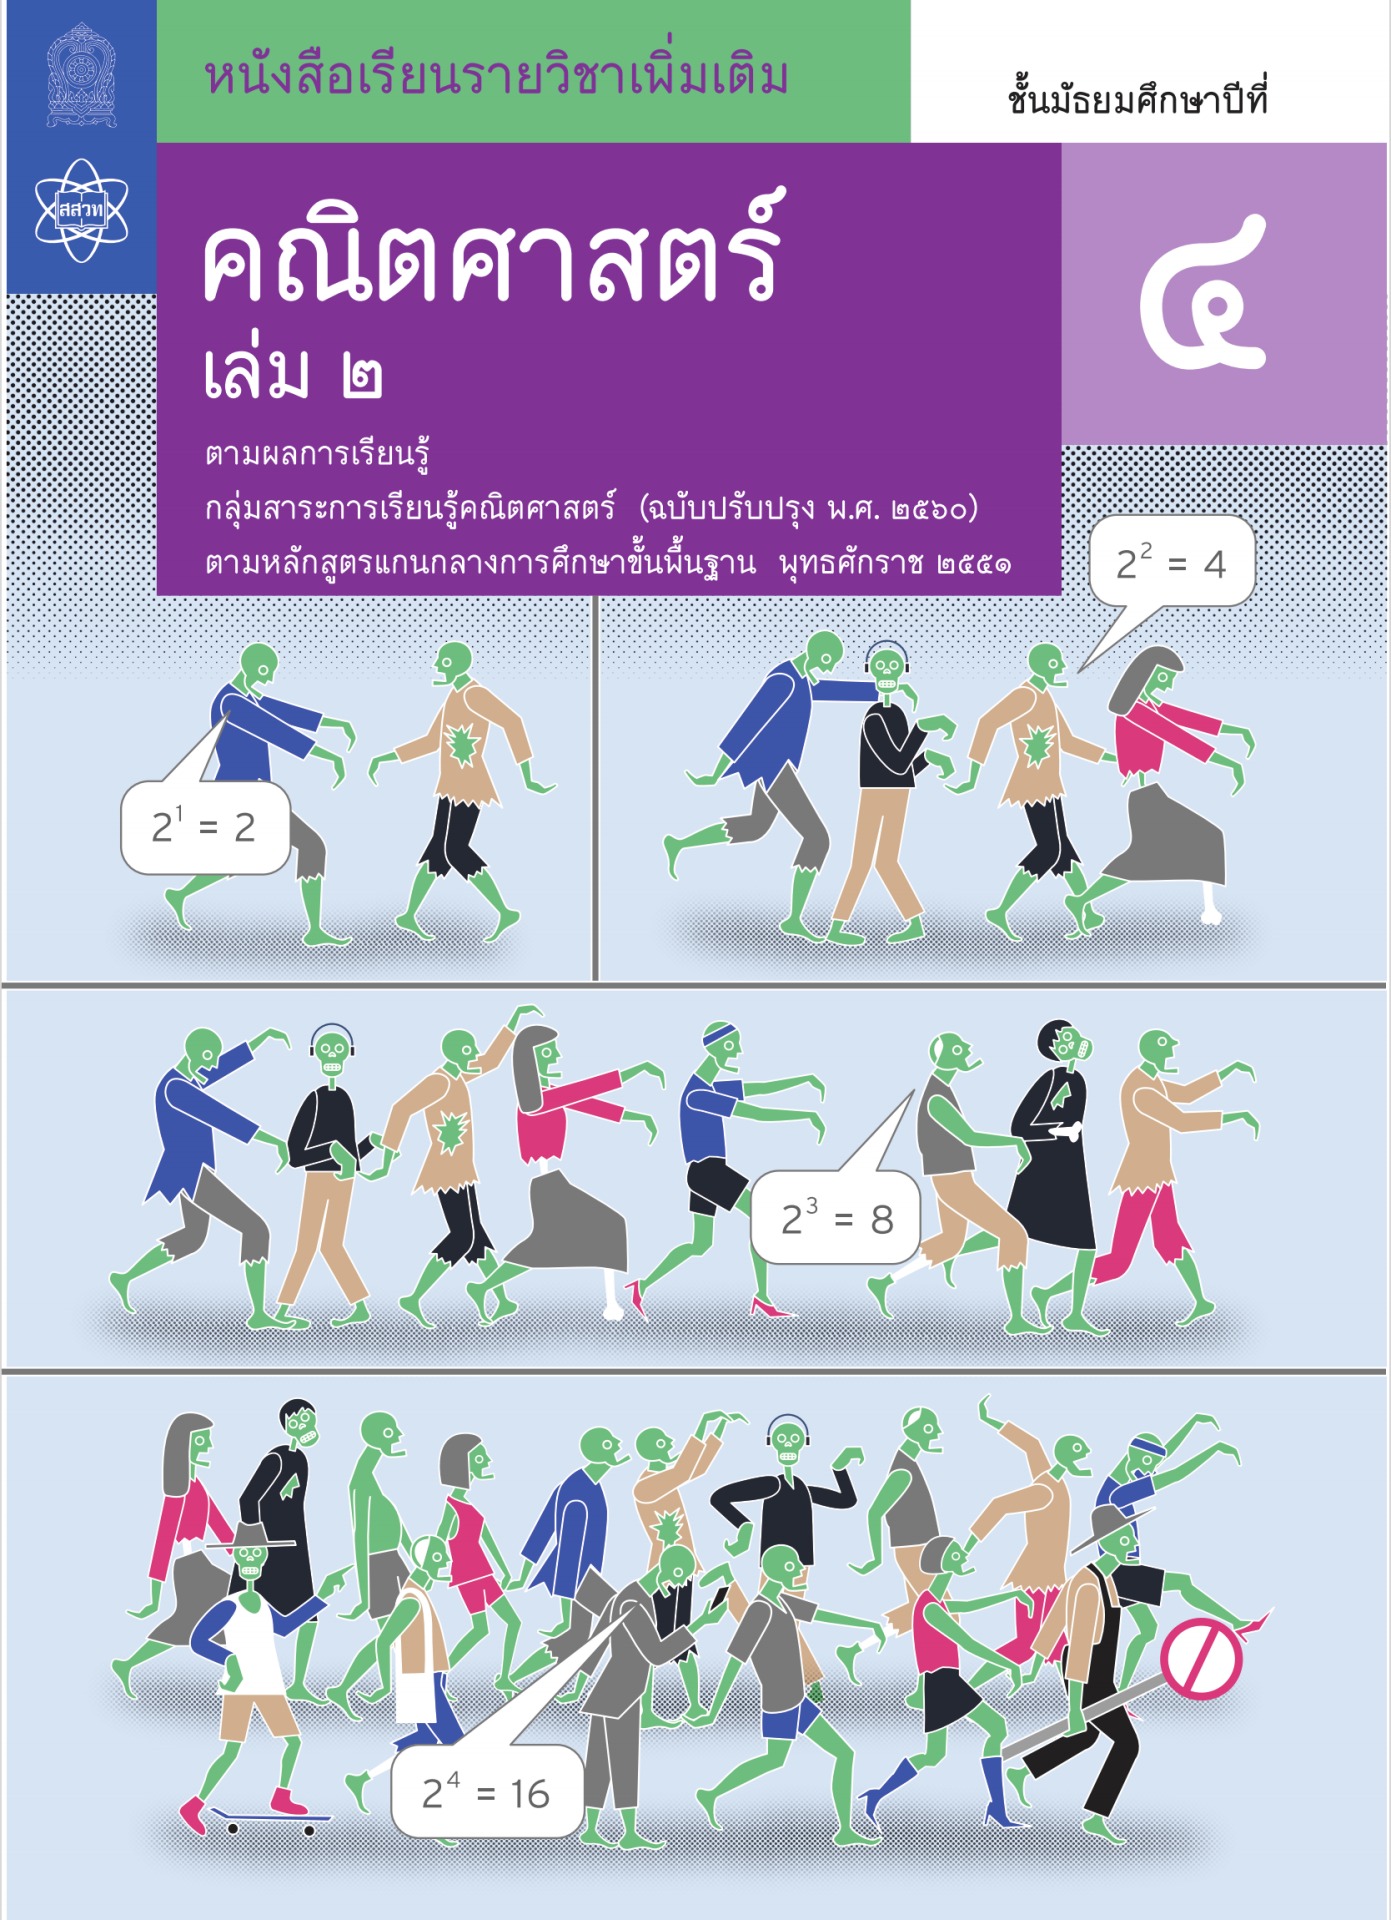 หนังสือเรียนรายวิชาเพิ่มเติม
ชั้นมัธยมศึกษาปีที่
๔
สสวท
คณิตศาสตร์
เล่ม ๒
ตามผลการเรียนรู้
กลุ่มสาระการเรียนรู้คณิตศาสตร์ (ฉบับปรับปรุง พ.ศ. ๒๕๖๐)
ตามหลักสูตรแกนกลางการศึกษาขั้นพื้นฐาน พุทธศักราช ๒๕๕๑
2¹ = 2
2² = 4
2³ = 8
2⁴ = 16